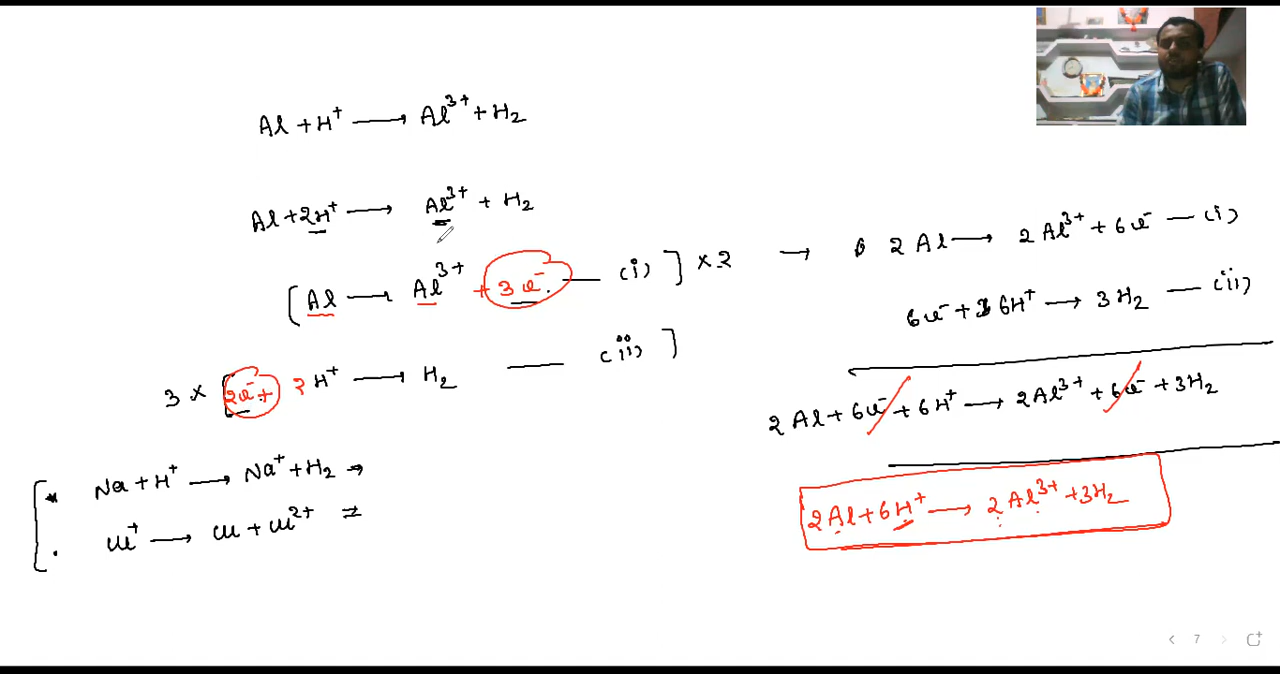 Al + H⁺ ⟶ Al³⁺ + H₂
Al + 2H⁺ ⟶ Al³⁺ + H₂
[Al ⟶ Al³⁺ + 3e⁻ — (i)] × 2
3 × [2e⁻ + 2H⁺ ⟶ H₂ — (ii)]
* Na + H⁺ ⟶ Na⁺ + H₂ ⇒
. Cu⁺ ⟶ Cu + Cu²⁺ ⇒
⟶ 2Al ⟶ 2Al³⁺ + 6e⁻ — (i)
6e⁻ + 6H⁺ ⟶ 3H₂ — (ii)
2Al + 6e⁻ + 6H⁺ ⟶ 2Al³⁺ + 6e⁻ + 3H₂
2Al + 6H⁺ ⟶ 2Al³⁺ + 3H₂
< 7 >